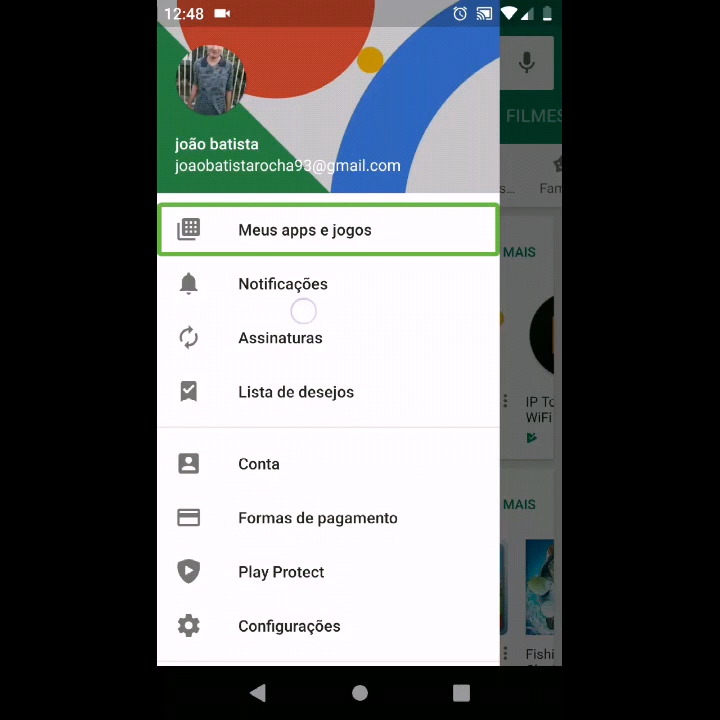 12:48
FILMES
joão batista
joaobatistarocha93@gmail.com
s...
Fam
Meus apps e jogos
MAIS
Notificações
Assinaturas
Lista de desejos
IP To
WiFi
Conta
MAIS
Formas de pagamento
Play Protect
Configurações
Fishi